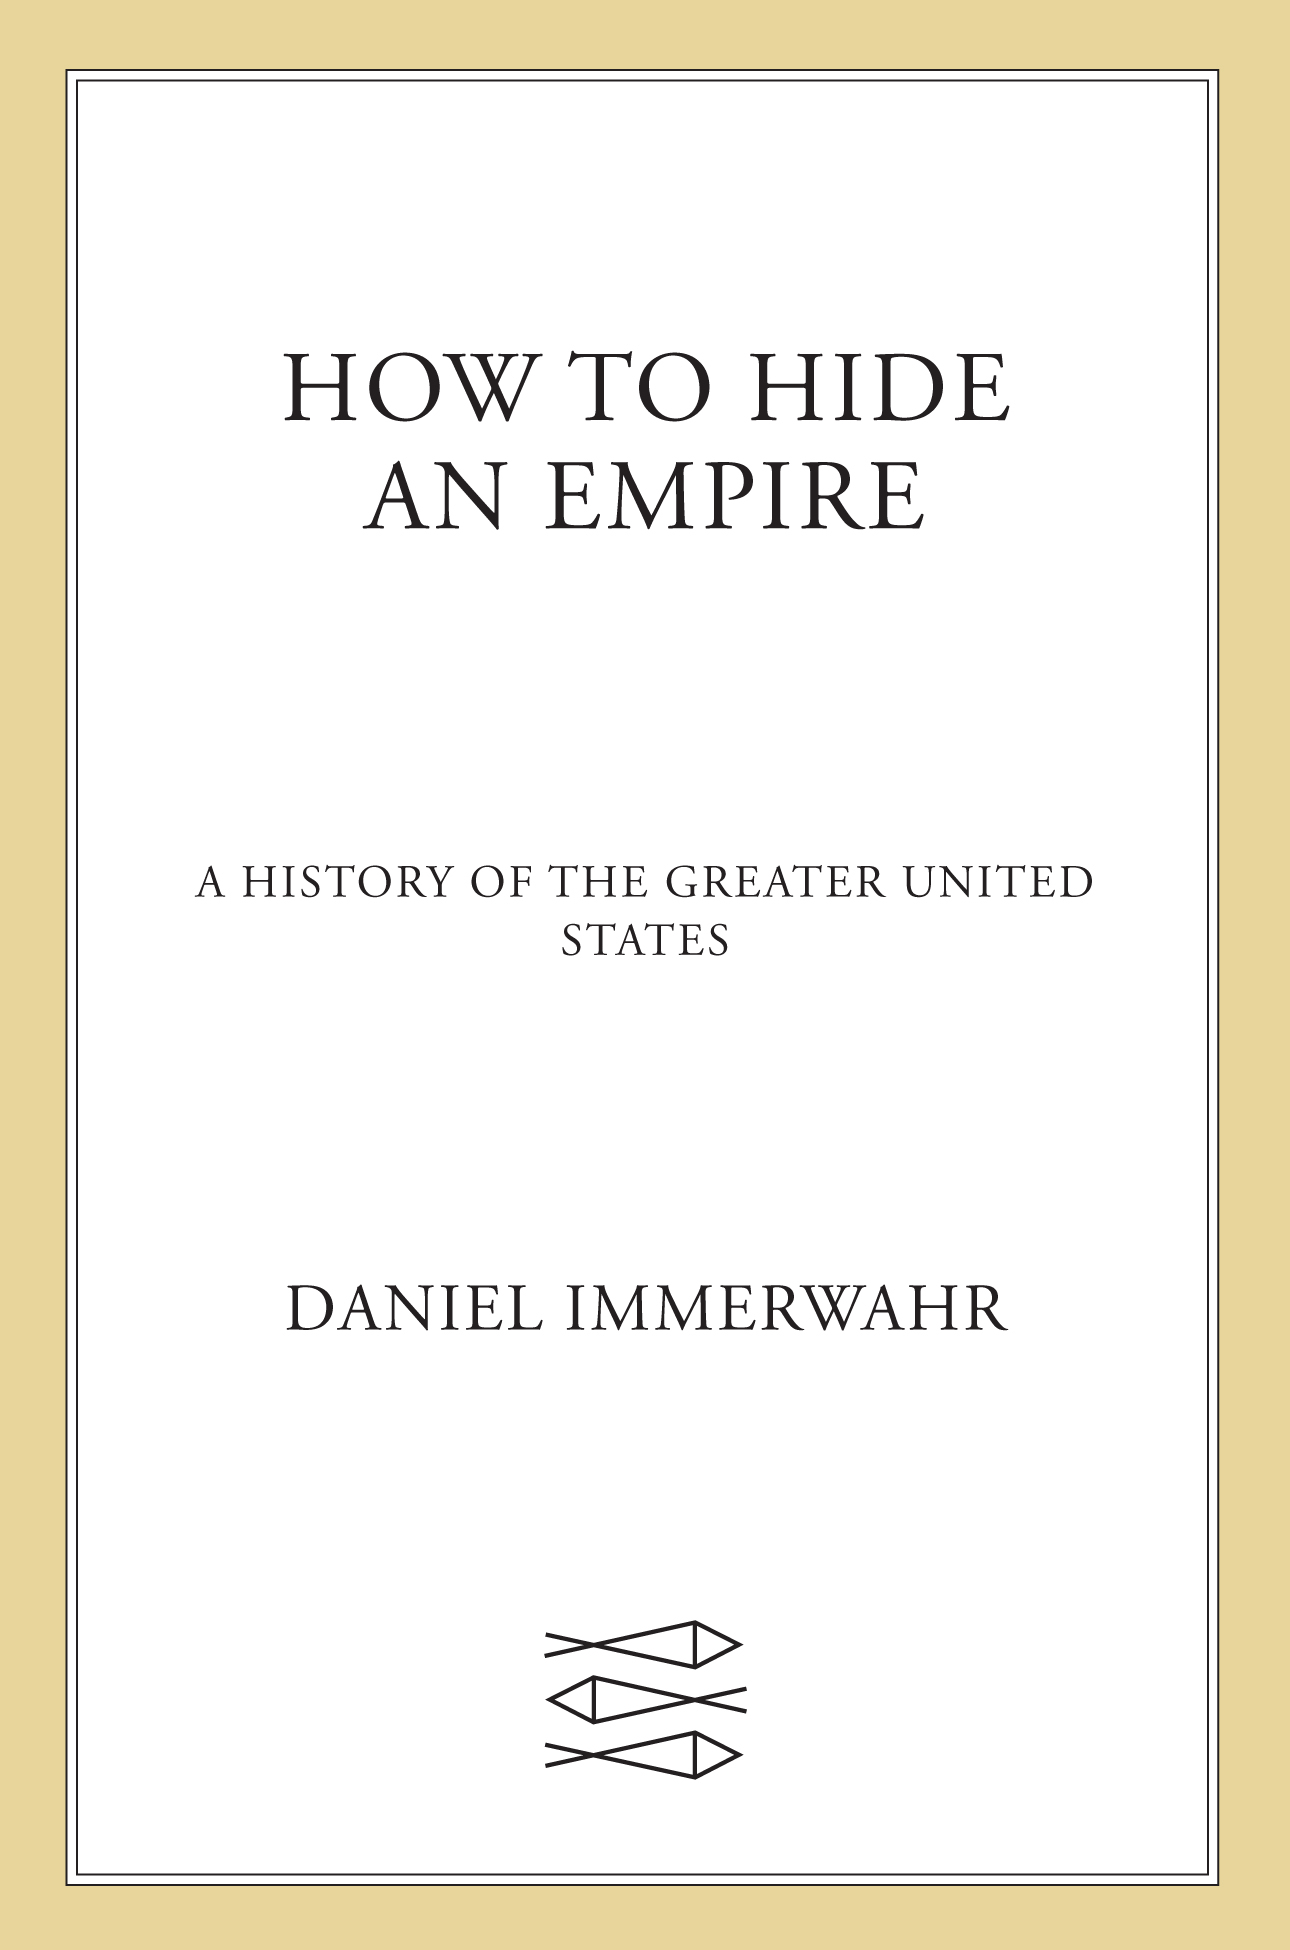 HOW TO HIDE
AN EMPIRE
A HISTORY OF THE GREATER UNITED
STATES
DANIEL IMMERWAHR